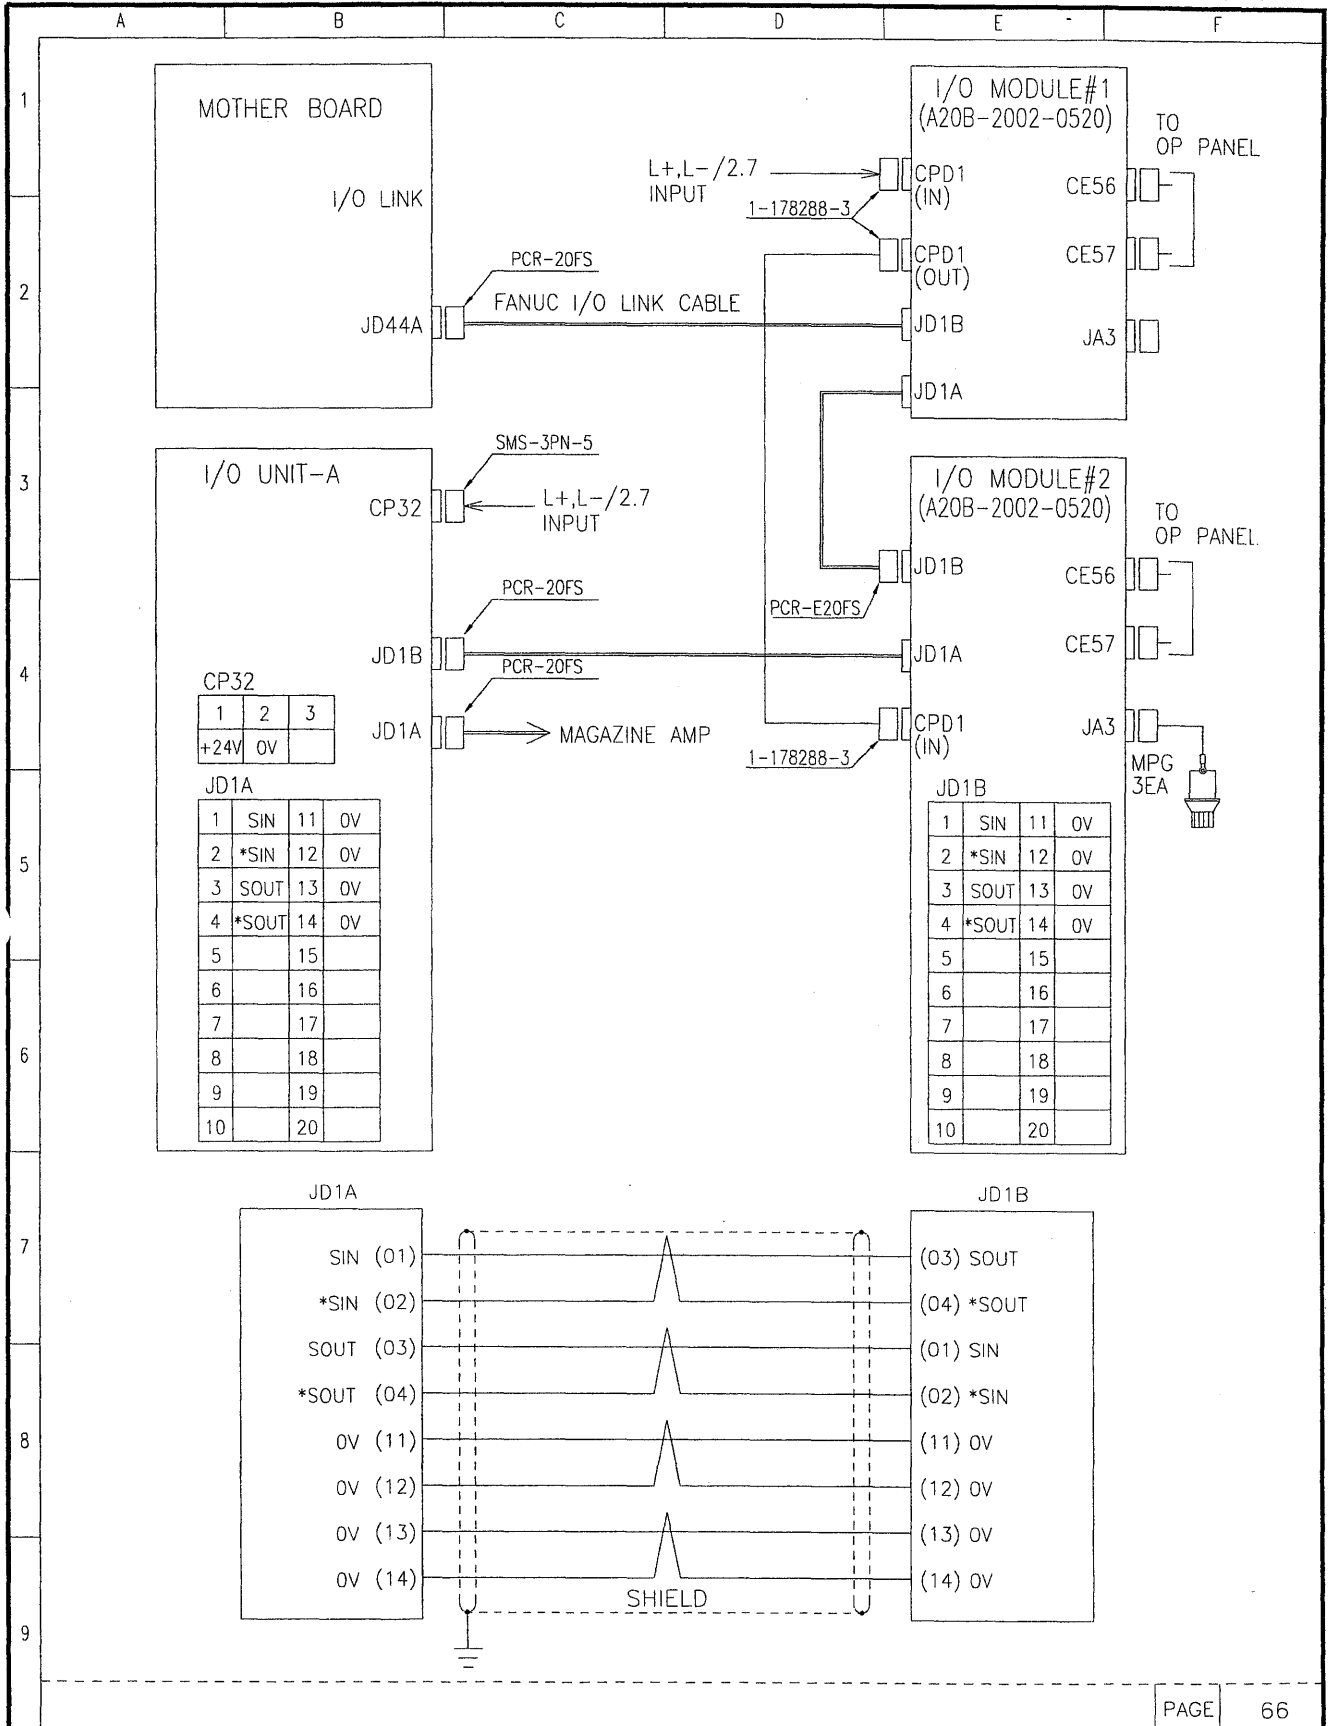 A B C D E - F
1
2
3
4
5
6
7
8
9
MOTHER BOARD
I/O LINK
JD44A
PCR-20FS
FANUC I/O LINK CABLE
L+,L-/2.7
INPUT
1-178288-3
I/O MODULE#1
(A20B-2002-0520)
CPD1
(IN)
CPD1
(OUT)
JD1B
JD1A
CE56
CE57
JA3
TO
OP PANEL
I/O UNIT-A
CP32
SMS-3PN-5
L+,L-/2.7
INPUT
PCR-20FS
JD1B
PCR-20FS
JD1A
MAGAZINE AMP
CP32
1 2 3
+24V 0V
JD1A
1 SIN 11 0V
2 *SIN 12 0V
3 SOUT 13 0V
4 *SOUT 14 0V
5 15
6 16
7 17
8 18
9 19
10 20
I/O MODULE#2
(A20B-2002-0520)
JD1B
PCR-E20FS
JD1A
CPD1
(IN)
1-178288-3
CE56
CE57
JA3
TO
OP PANEL
MPG
3EA
JD1B
1 SIN 11 0V
2 *SIN 12 0V
3 SOUT 13 0V
4 *SOUT 14 0V
5 15
6 16
7 17
8 18
9 19
10 20
JD1A
JD1B
SIN (01) (03) SOUT
*SIN (02) (04) *SOUT
SOUT (03) (01) SIN
*SOUT (04) (02) *SIN
0V (11) (11) 0V
0V (12) (12) 0V
0V (13) (13) 0V
0V (14) (14) 0V
SHIELD
PAGE 66